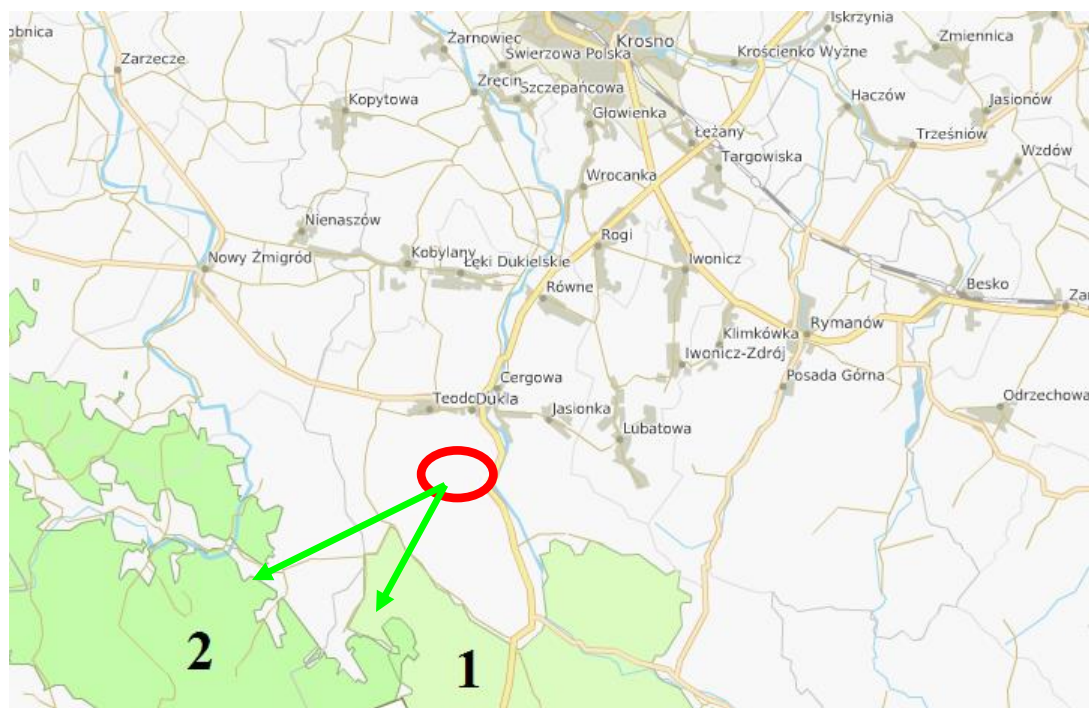 obnica
Żarnowiec
Iskrzynia
Zarzecze
Świerzowa Polska
Krosno
Krościenko Wyżne
Zmiennica
Zręcin
Szczepańcowa
Kopytowa
Głowienka
Haczów
Jasionów
Łężany
Trześniów
Targowiska
Wzdów
Wrocanka
Nienaszów
Nowy Żmigród
Kobylany
Łęki Dukielskie
Rogi
Iwonicz
Równe
Besko
Zar
Klimkówka
Rymanów
Iwonicz-Zdrój
Posada Górna
Cergowa
Teodo
Dukla
Jasionka
Lubatowa
Odrzechowa
2
1